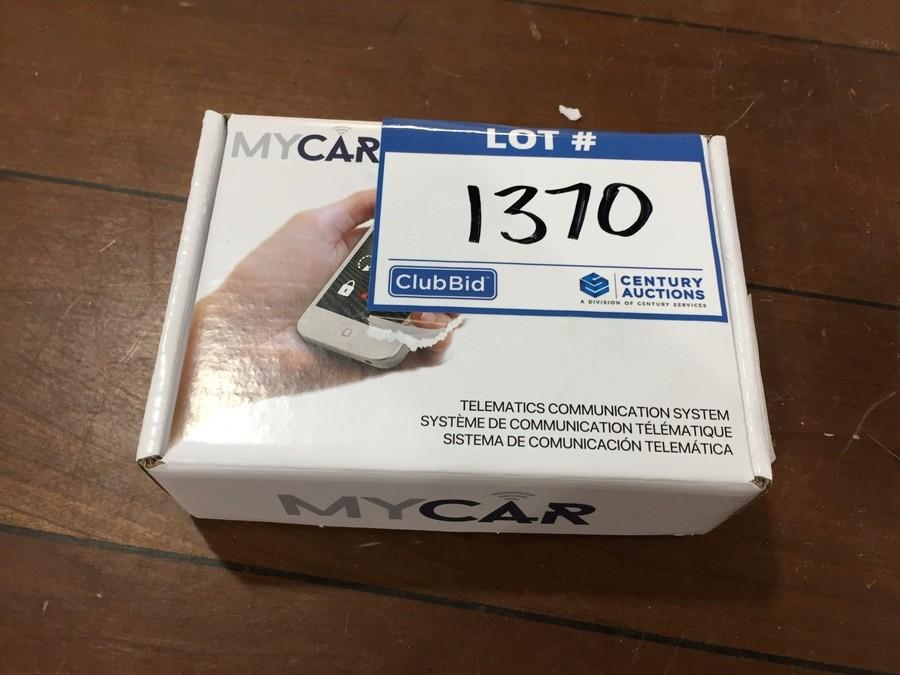 MYCAR
LOT #
1370
ClubBid™
CENTURY
AUCTIONS
A DIVISION OF CENTURY SERVICES
TELEMATICS COMMUNICATION SYSTEM
SYSTÈME DE COMMUNICATION TÉLÉMATIQUE
SISTEMA DE COMUNICACIÓN TELEMÁTICA
MYCAR